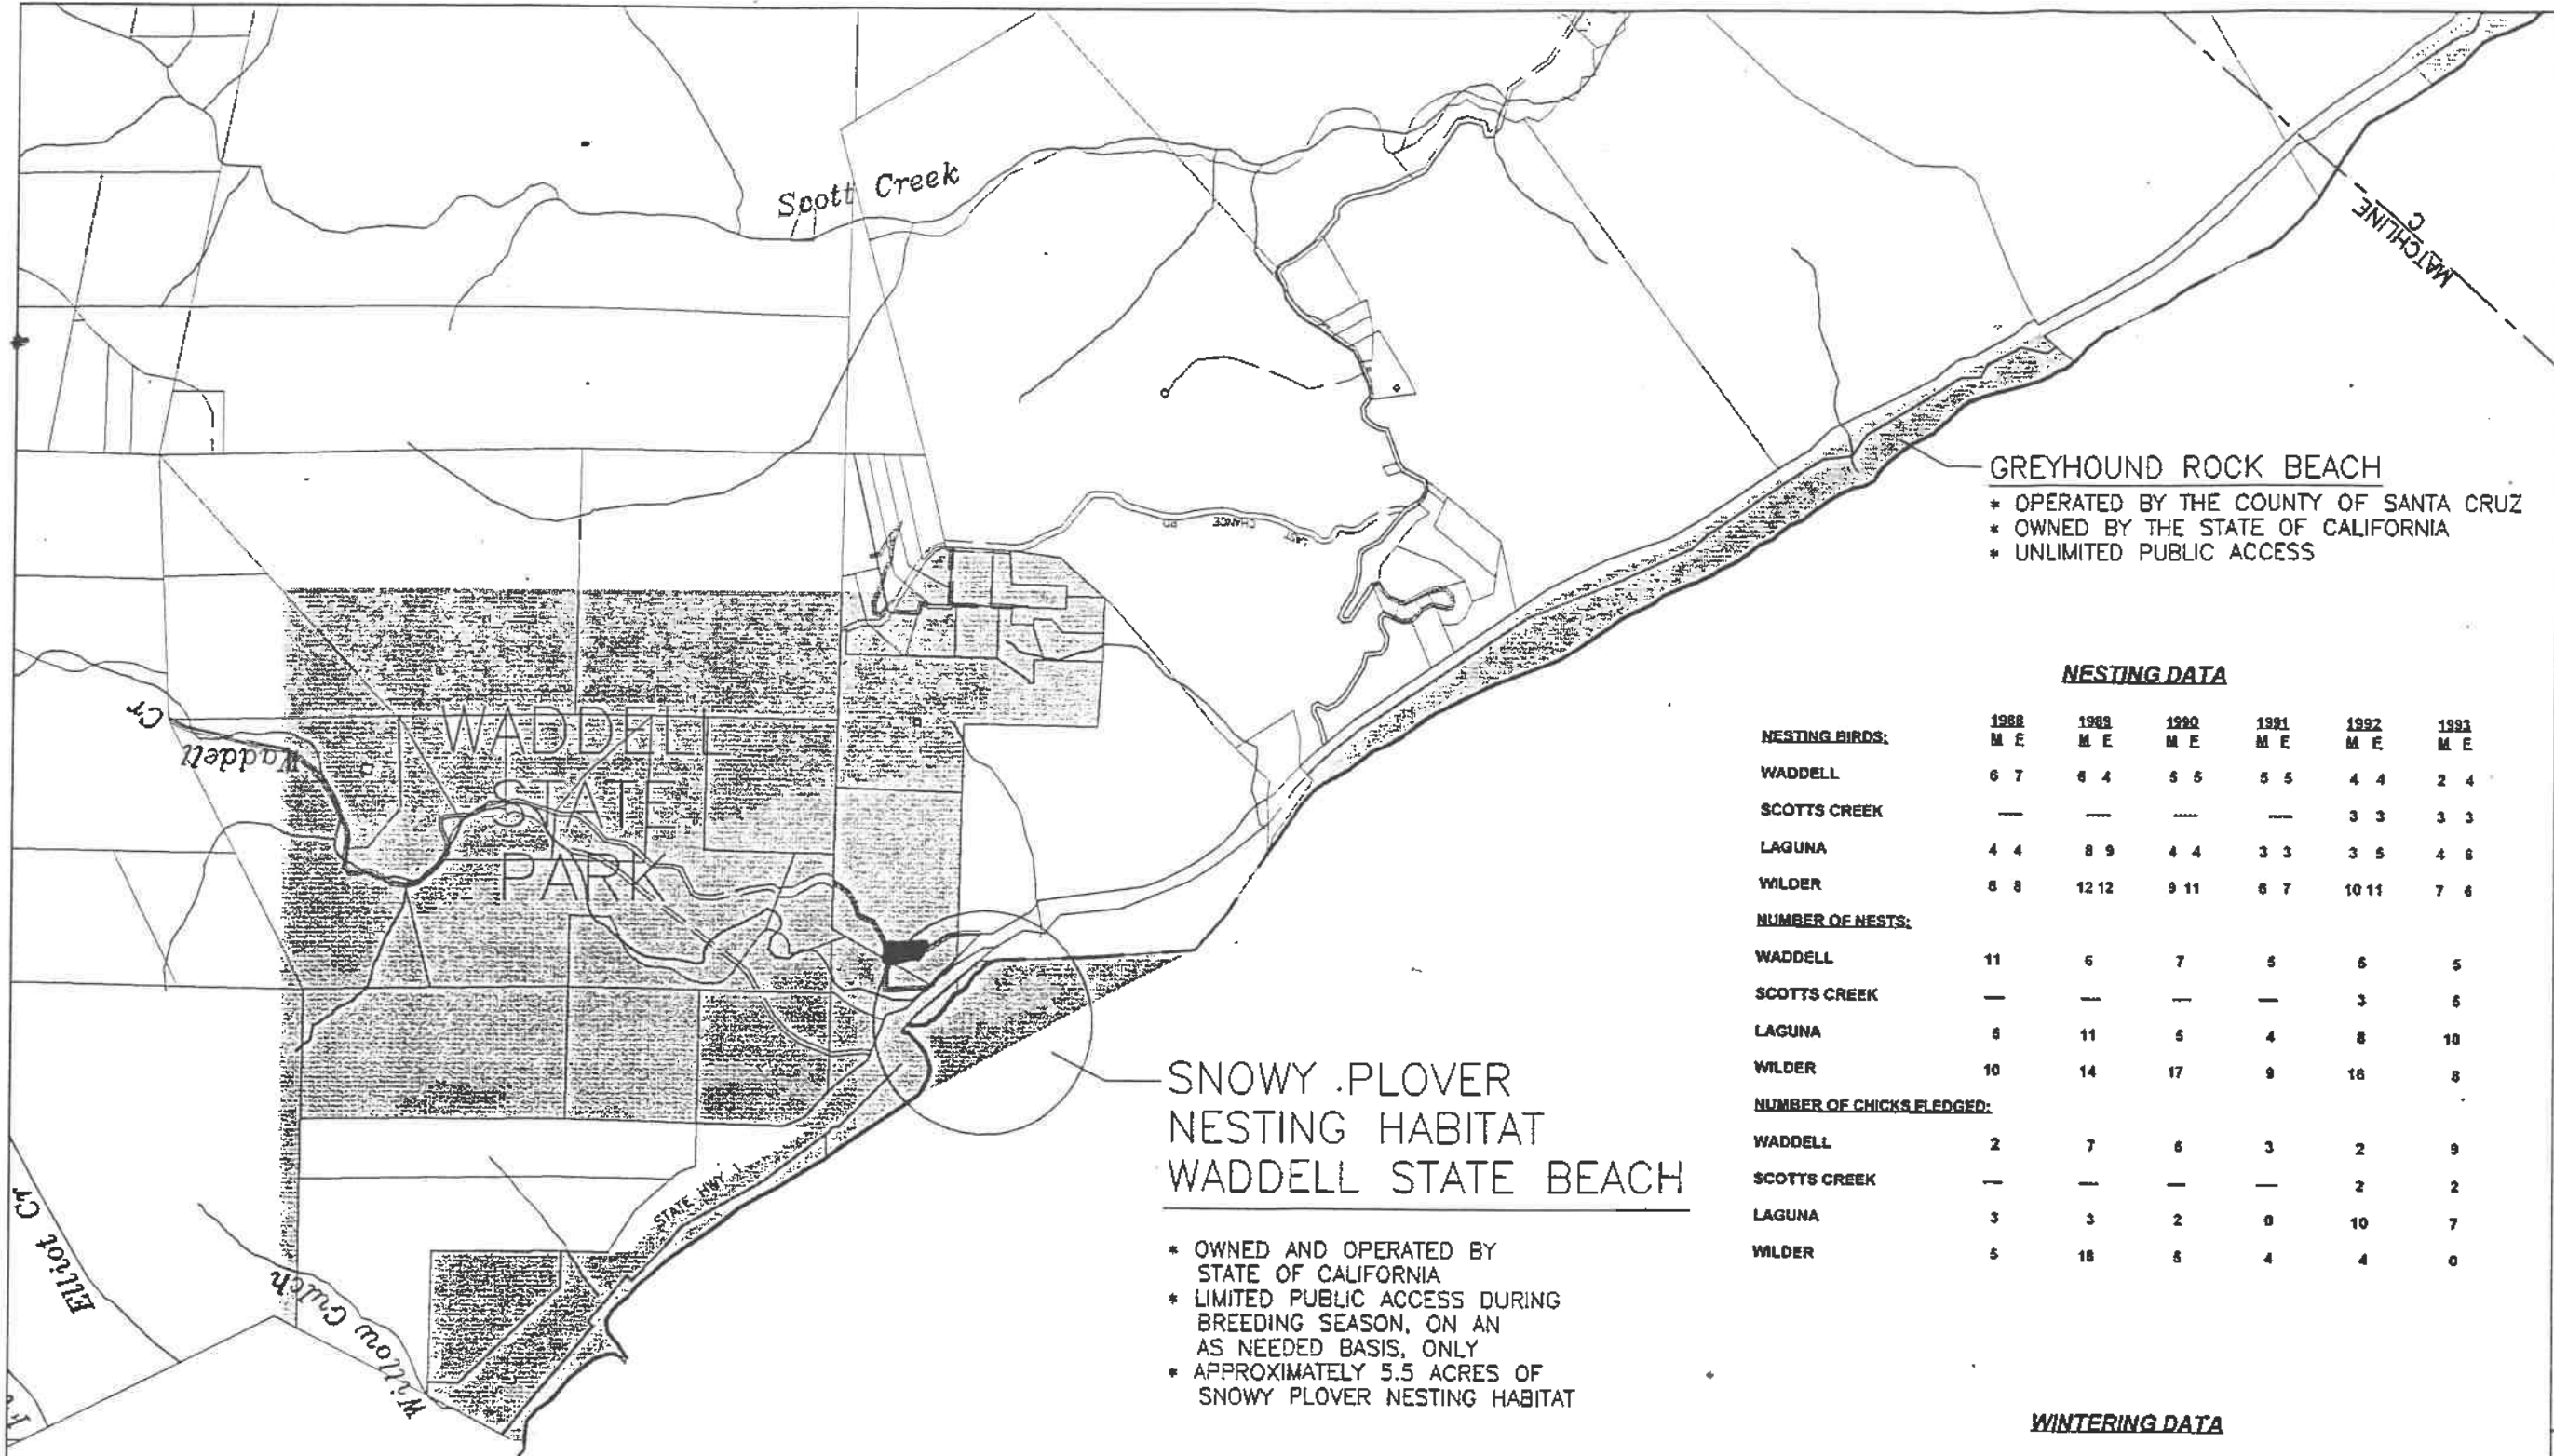 Scott Creek
MATCHLINE
C
GREYHOUND ROCK BEACH
* OPERATED BY THE COUNTY OF SANTA CRUZ
* OWNED BY THE STATE OF CALIFORNIA
* UNLIMITED PUBLIC ACCESS
LAST CHANCE RD
WADDELL
STATE
PARK
Waddell Cr
NESTING DATA
1988 1989 1990 1991 1992 1993
NESTING BIRDS: M F M F M F M F M F M F
WADDELL 6 7 6 4 5 5 5 5 4 4 2 4
SCOTTS CREEK — — — — 3 3 3 3
LAGUNA 4 4 8 9 4 4 3 3 3 5 4 6
WILDER 8 8 12 12 9 11 6 7 10 11 7 6
NUMBER OF NESTS:
WADDELL 11 6 7 5 5
SCOTTS CREEK — — — — 3 5
LAGUNA 5 11 5 4 8 10
WILDER 10 14 17 9 16 8
NUMBER OF CHICKS FLEDGED:
WADDELL 2 7 6 3 2 9
SCOTTS CREEK — — — — 2 2
LAGUNA 3 3 2 0 10 7
WILDER 5 4 4 0
SNOWY PLOVER
NESTING HABITAT
WADDELL STATE BEACH
* OWNED AND OPERATED BY
STATE OF CALIFORNIA
* LIMITED PUBLIC ACCESS DURING
BREEDING SEASON, ON AN
AS NEEDED BASIS, ONLY
* APPROXIMATELY 5.5 ACRES OF
SNOWY PLOVER NESTING HABITAT
STATE HWY 1
Elliot Cr
Willow Gulch
WINTERING DATA